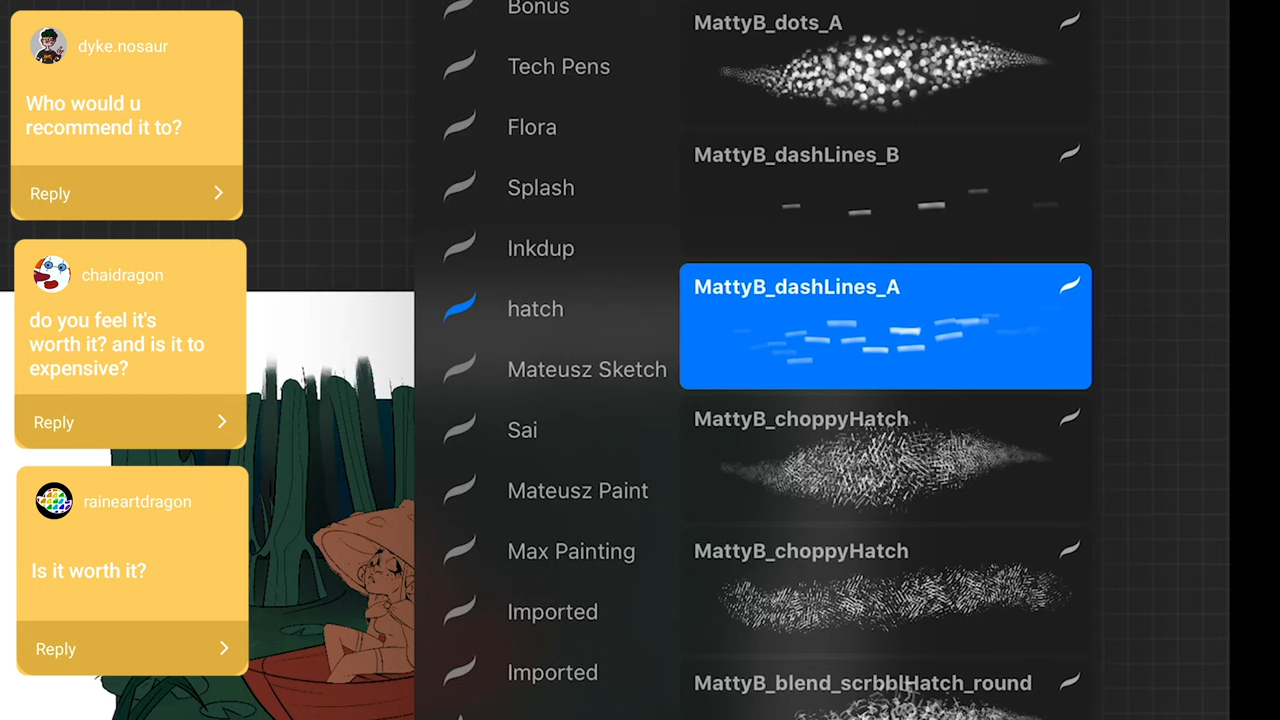 dyke.nosaur
Who would u
recommend it to?
Reply
chaidragon
do you feel it's
worth it? and is it to
expensive?
Reply
raineartdragon
Is it worth it?
Reply
Bonus
Tech Pens
Flora
Splash
Inkdup
hatch
Mateusz Sketch
Sai
Mateusz Paint
Max Painting
Imported
Imported
MattyB_dots_A
MattyB_dashLines_B
MattyB_dashLines_A
MattyB_choppyHatch
MattyB_choppyHatch
MattyB_blend_scrbblHatch_round